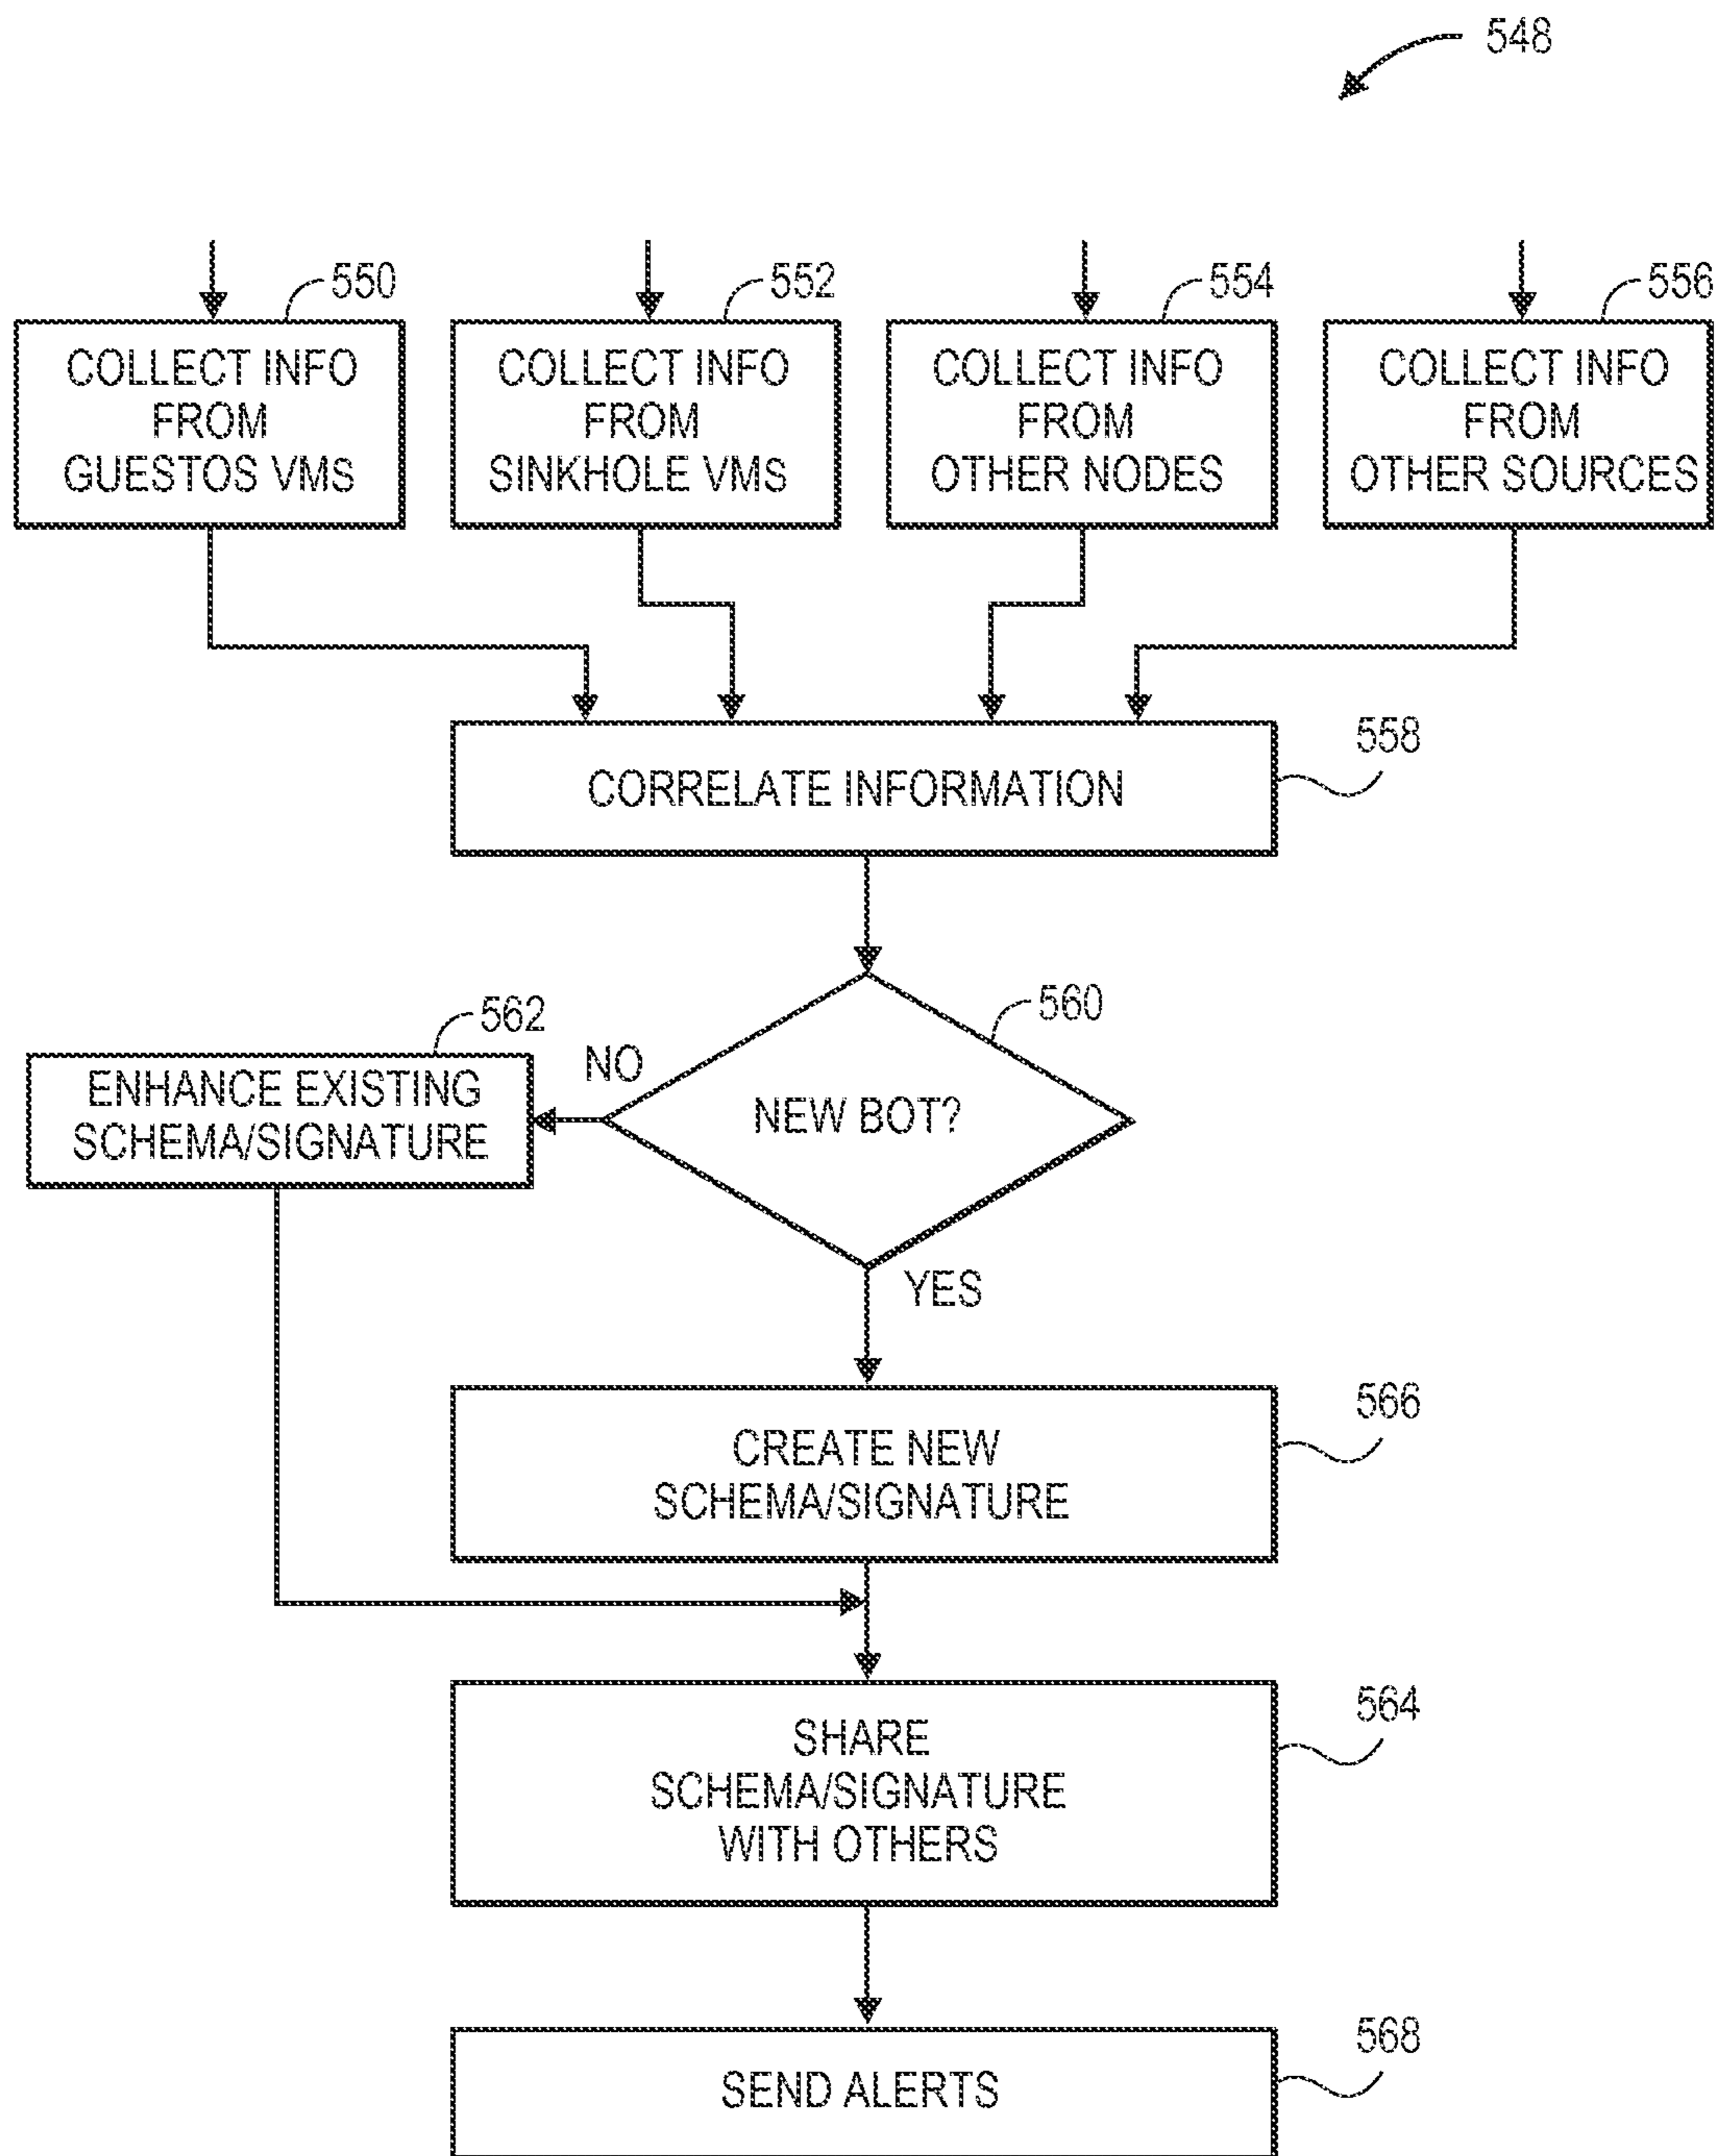 548
550
COLLECT INFO
FROM
GUESTOS VMS
552
COLLECT INFO
FROM
SINKHOLE VMS
554
COLLECT INFO
FROM
OTHER NODES
556
COLLECT INFO
FROM
OTHER SOURCES
558
CORRELATE INFORMATION
560
NEW BOT?
NO
562
ENHANCE EXISTING
SCHEMA/SIGNATURE
YES
566
CREATE NEW
SCHEMA/SIGNATURE
564
SHARE
SCHEMA/SIGNATURE
WITH OTHERS
568
SEND ALERTS